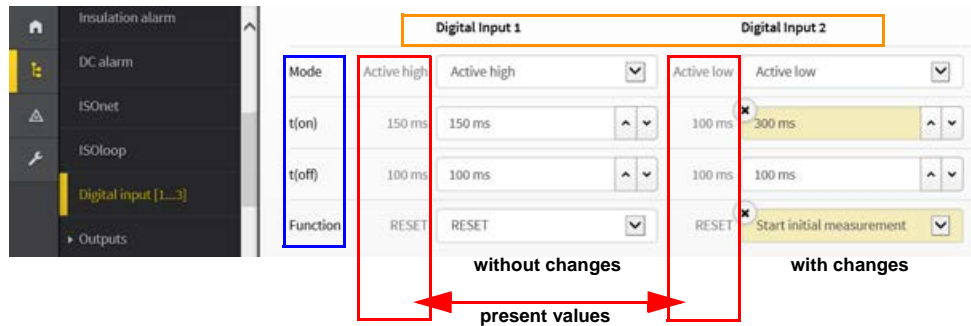 Insulation alarm
DC alarm
ISOnet
ISOloop
Digital input [1...3]
Outputs
Digital Input 1 Digital Input 2
Mode Active high Active high Active low Active low
t(on) 150 ms 150 ms 100 ms 300 ms
t(off) 100 ms 100 ms 100 ms 100 ms
Function RESET RESET RESET Start initial measurement
without changes with changes
present values